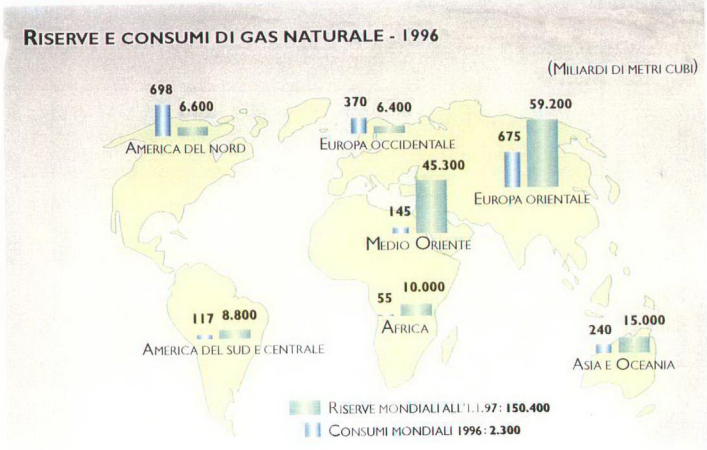 RISERVE E CONSUMI DI GAS NATURALE - 1996
(MILIARDI DI METRI CUBI)
698 6.600
AMERICA DEL NORD
370 6.400
EUROPA OCCIDENTALE
59.200
675
EUROPA ORIENTALE
45.300
145
MEDIO ORIENTE
55 10.000
AFRICA
117 8.800
AMERICA DEL SUD E CENTRALE
240 15.000
ASIA E OCEANIA
RISERVE MONDIALI ALL'1.1.97: 150.400
CONSUMI MONDIALI 1996: 2.300